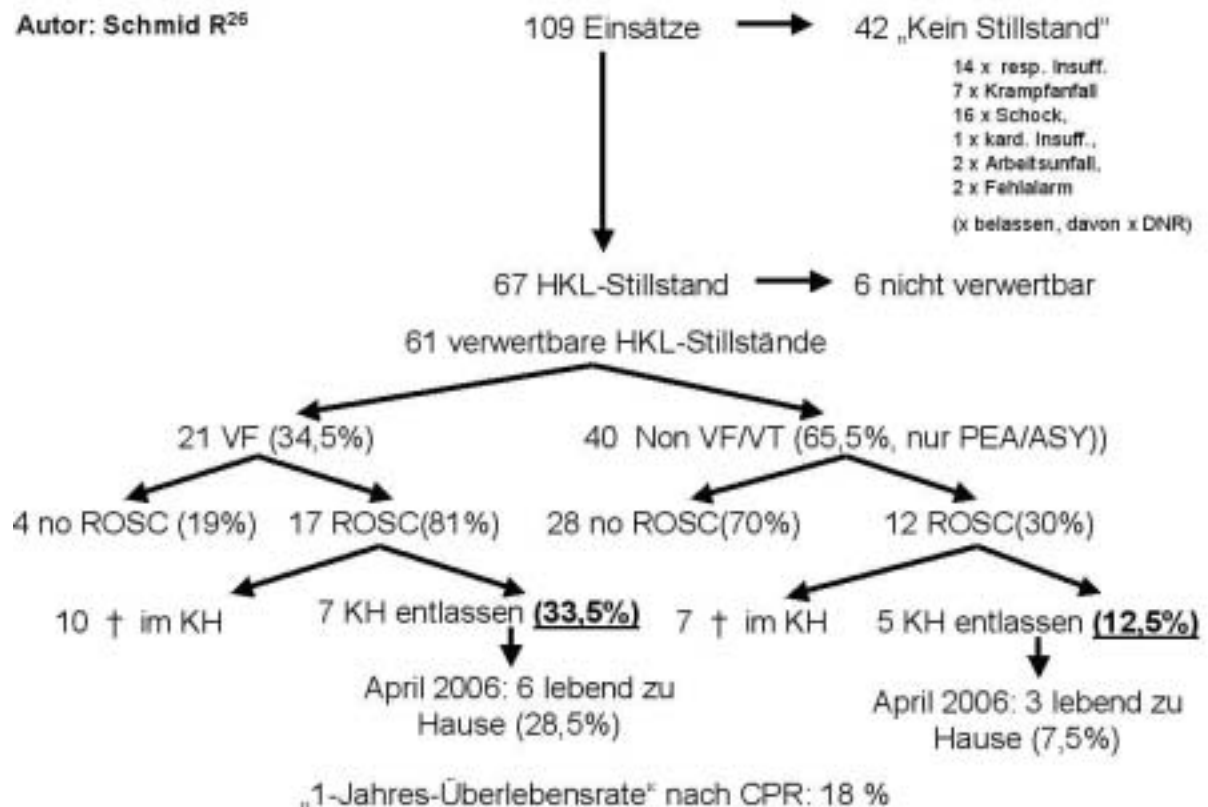 Autor: Schmid R²⁶
109 Einsätze
42 „Kein Stillstand"
14 x resp. Insuff.
7 x Krampfanfall
16 x Schock,
1 x kard. Insuff.,
2 x Arbeitsunfall,
2 x Fehlalarm
(x belassen, davon x DNR)
67 HKL-Stillstand
6 nicht verwertbar
61 verwertbare HKL-Stillstände
21 VF (34,5%)
40 Non VF/VT (65,5%, nur PEA/ASY))
4 no ROSC (19%)
17 ROSC(81%)
28 no ROSC(70%)
12 ROSC(30%)
10 † im KH
7 KH entlassen (33,5%)
7 † im KH
5 KH entlassen (12,5%)
April 2006: 6 lebend zu
Hause (28,5%)
April 2006: 3 lebend zu
Hause (7,5%)
„1-Jahres-Überlebensrate" nach CPR: 18 %